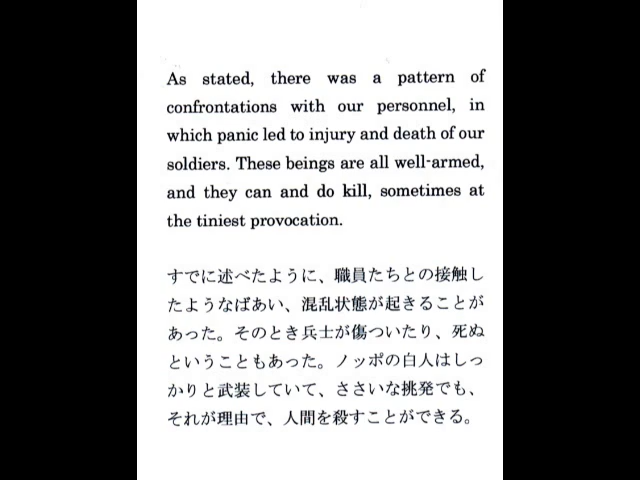 As stated, there was a pattern of
confrontations with our personnel, in
which panic led to injury and death of our
soldiers. These beings are all well-armed,
and they can and do kill, sometimes at
the tiniest provocation.
すでに述べたように、職員たちとの接触し
たようなばあい、混乱状態が起きることが
あった。そのとき兵士が傷ついたり、死ぬ
ということもあった。ノッポの白人はしっ
かりと武装していて、ささいな挑発でも、
それが理由で、人間を殺すことができる。